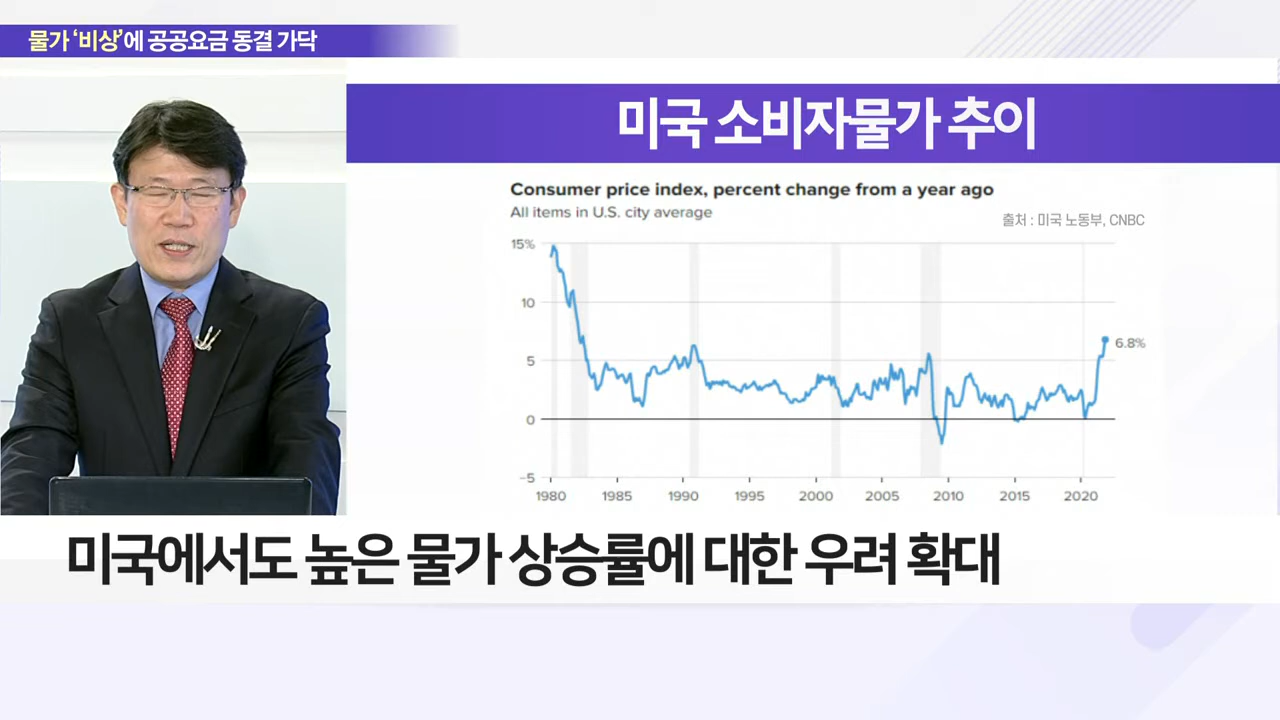 물가 ‘비상’에 공공요금 동결 가닥
미국 소비자물가 추이
Consumer price index, percent change from a year ago
All items in U.S. city average
출처 : 미국 노동부, CNBC
15%
10
5
0
-5
6.8%
1980 1985 1990 1995 2000 2005 2010 2015 2020
미국에서도 높은 물가 상승률에 대한 우려 확대